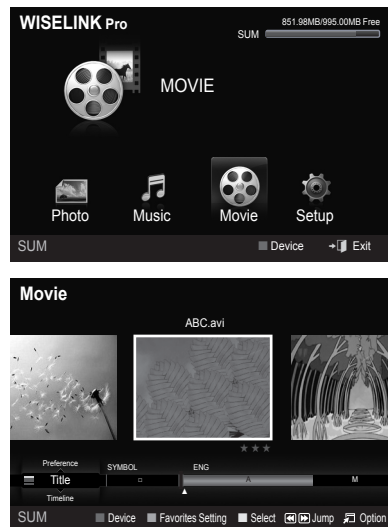 WISELINK Pro
851.98MB/995.00MB Free
SUM
MOVIE
Photo Music Movie Setup
SUM Device Exit
Movie
ABC.avi
Preference
SYMBOL ENG
Title A M
Timeline
SUM Device Favorites Setting Select Jump Option